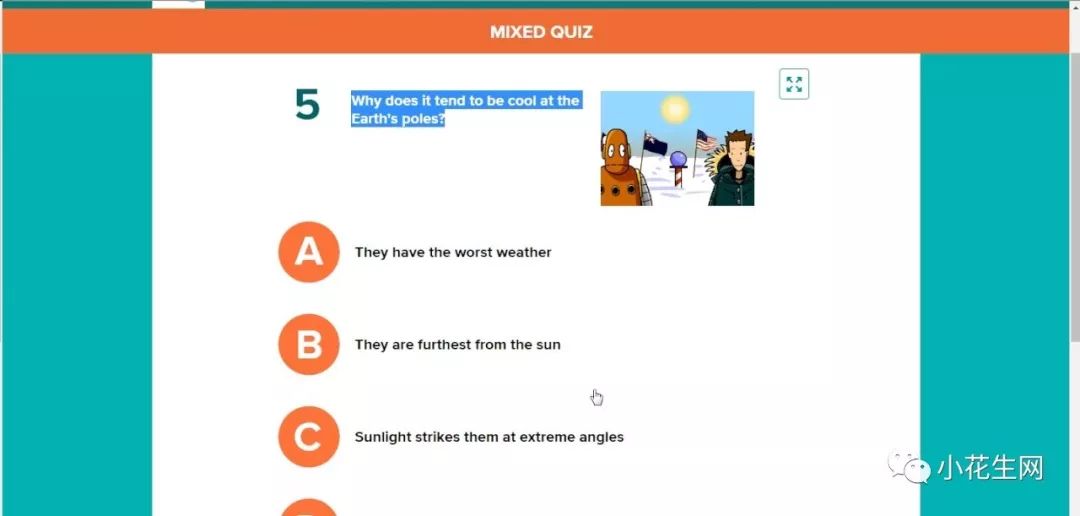 MIXED QUIZ
5
Why does it tend to be cool at the
Earth's poles?
A
They have the worst weather
B
They are furthest from the sun
C
Sunlight strikes them at extreme angles
小花生网